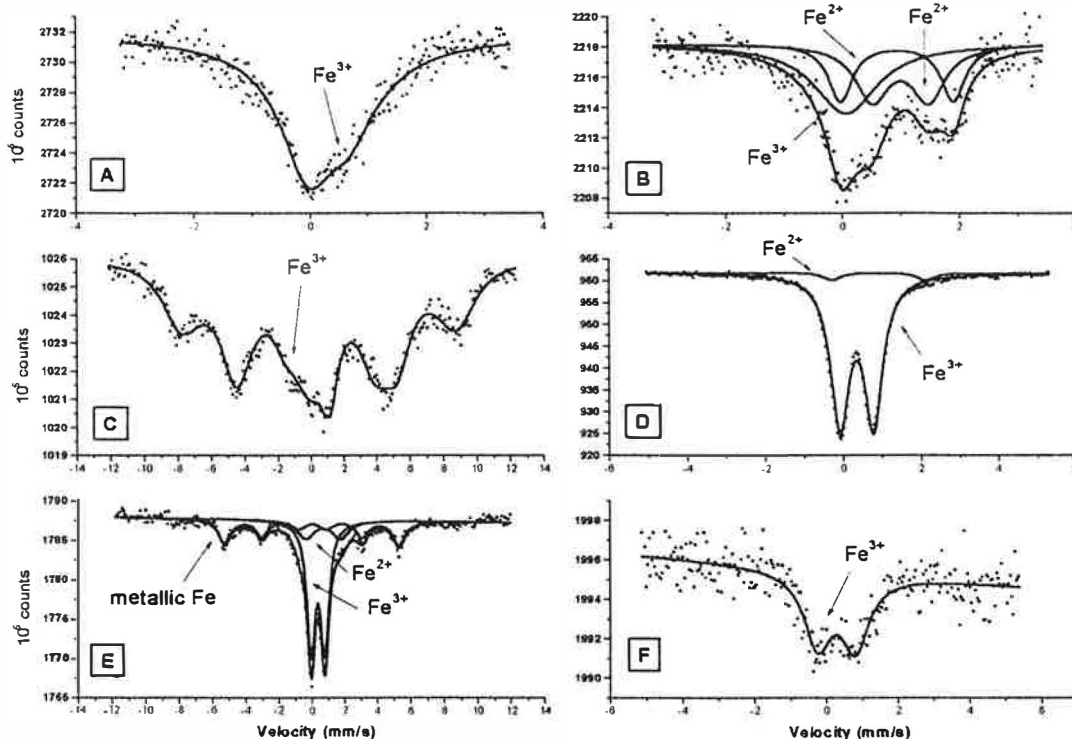 10⁶ counts
2732
2730
2728
2726
2724
2722
2720
Fe³⁺
A
-4 -2 0 2 4
2220
2218
2216
2214
2212
2210
2208
Fe²⁺ Fe²⁺
Fe³⁺
B
-4 -2 0 2
counts
1026
1025
1024
1023
1022
1021
1020
1019
Fe³⁺
C
-14 -12 -10 -8 -6 -4 -2 0 2 4 6 8 10 12 14
965
960
955
950
940
930
935
925
920
Fe²⁺
Fe³⁺
D
-6 -4 -2 0 2 4 6
10⁶ counts
1790
1785
1780
1776
1770
1765
metallic Fe
Fe²⁺
Fe³⁺
E
-14 -12 -10 -8 -6 -4 -2 0 2 4 6 8 10 12 14
Velocity (mm/s)
1998
1996
1994
1992
1990
Fe³⁺
F
-6 -4 -2 0 2 4 6
Velocity (mm/s)